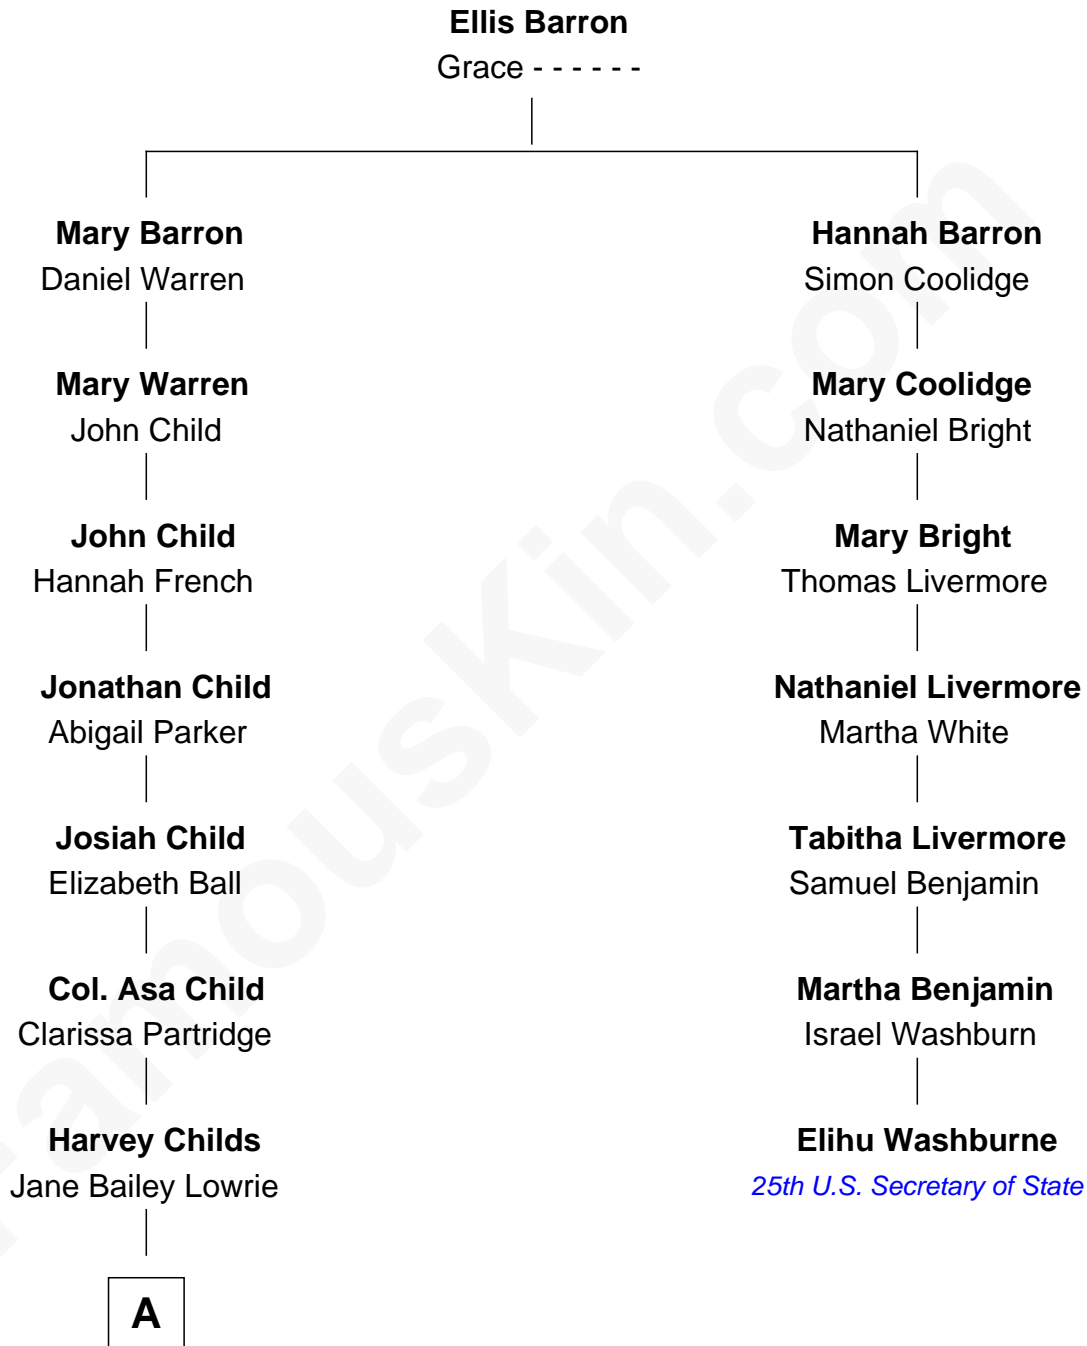 Ellis Barron
Grace - - - - - -
Mary Barron
Daniel Warren
Hannah Barron
Simon Coolidge
Mary Warren
John Child
Mary Coolidge
Nathaniel Bright
John Child
Hannah French
Mary Bright
Thomas Livermore
Jonathan Child
Abigail Parker
Nathaniel Livermore
Martha White
Josiah Child
Elizabeth Ball
Tabitha Livermore
Samuel Benjamin
Col. Asa Child
Clarissa Partridge
Martha Benjamin
Israel Washburn
Harvey Childs
Jane Bailey Lowrie
Elihu Washburne
25th U.S. Secretary of State
A
FamousKin.com